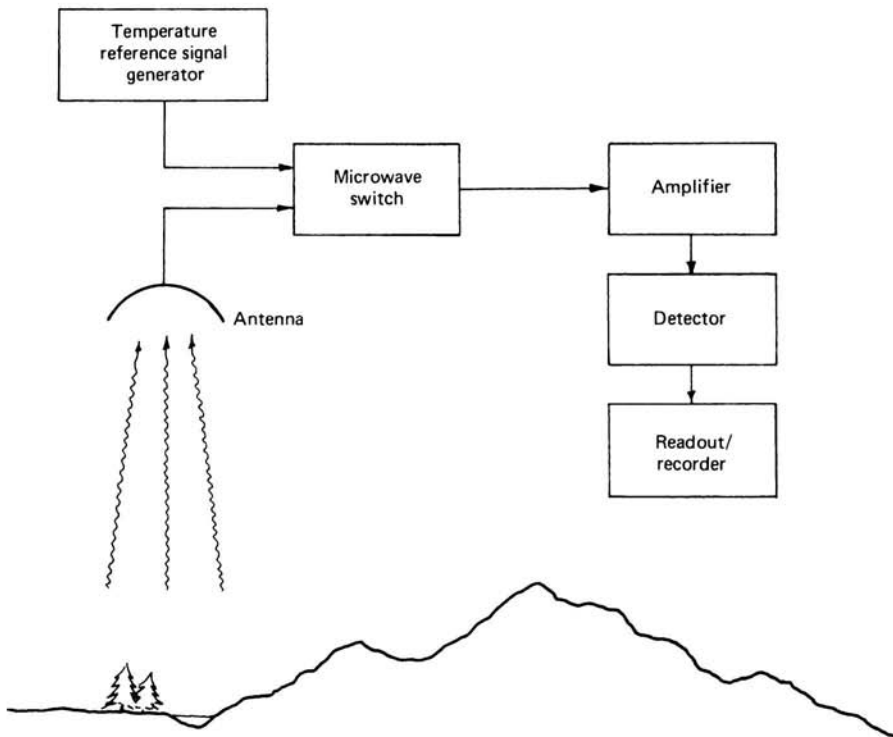 Temperature
reference signal
generator
Microwave
switch
Amplifier
Antenna
Detector
Readout/
recorder